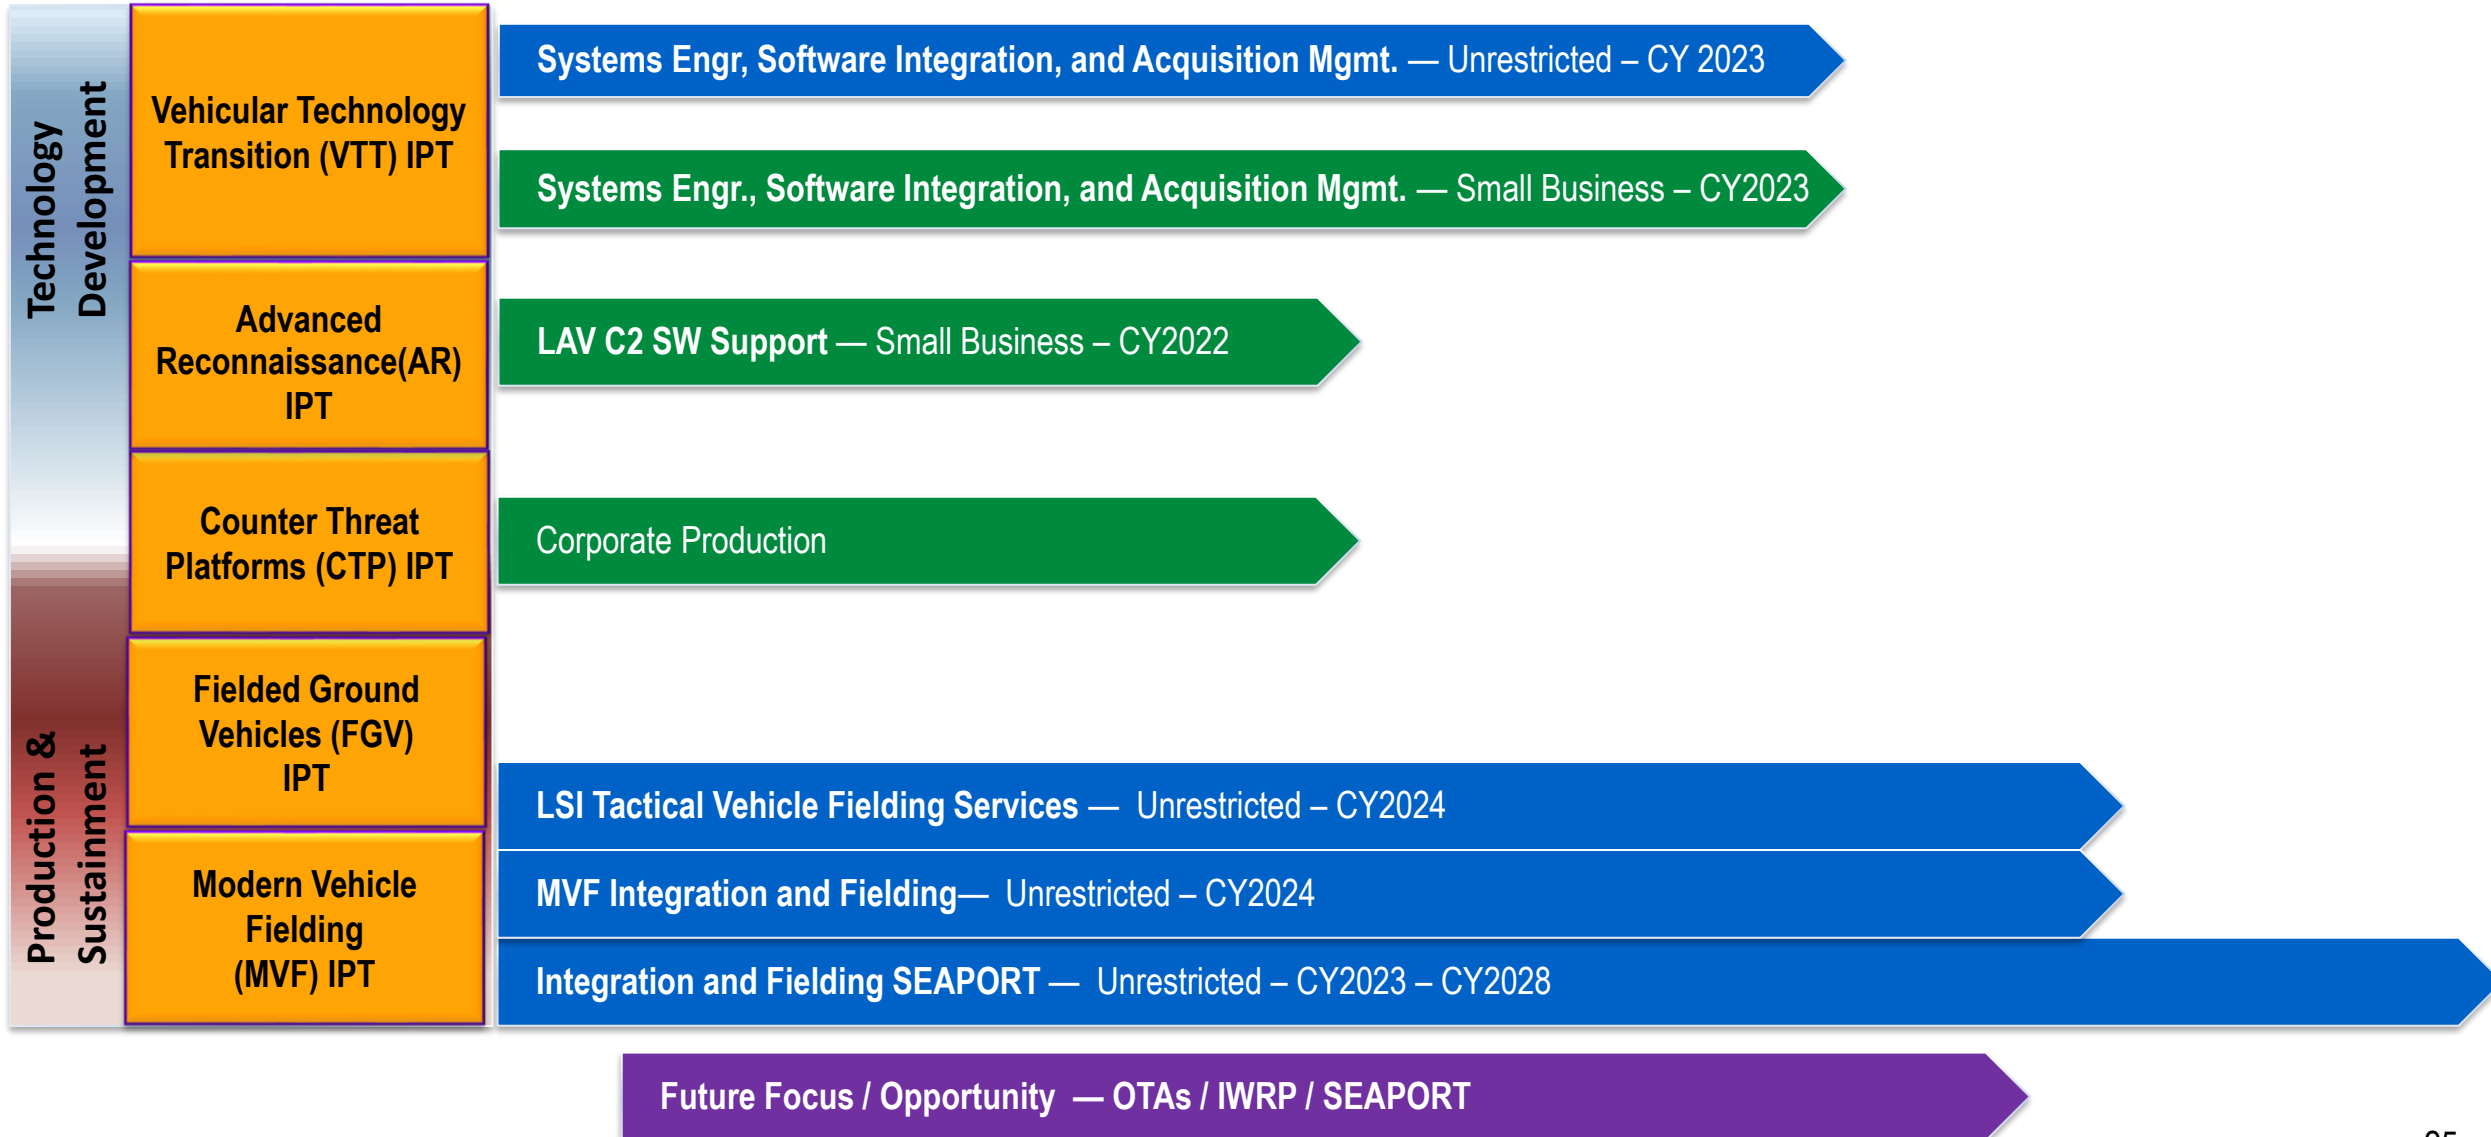 Technology
Development
Vehicular Technology
Transition (VTT) IPT
Systems Engr, Software Integration, and Acquisition Mgmt. — Unrestricted – CY 2023
Systems Engr., Software Integration, and Acquisition Mgmt. — Small Business – CY2023
Advanced
Reconnaissance(AR)
IPT
LAV C2 SW Support — Small Business – CY2022
Counter Threat
Platforms (CTP) IPT
Corporate Production
Production &
Sustainment
Fielded Ground
Vehicles (FGV)
IPT
LSI Tactical Vehicle Fielding Services — Unrestricted – CY2024
Modern Vehicle
Fielding
(MVF) IPT
MVF Integration and Fielding— Unrestricted – CY2024
Integration and Fielding SEAPORT — Unrestricted – CY2023 – CY2028
Future Focus / Opportunity — OTAs / IWRP / SEAPORT